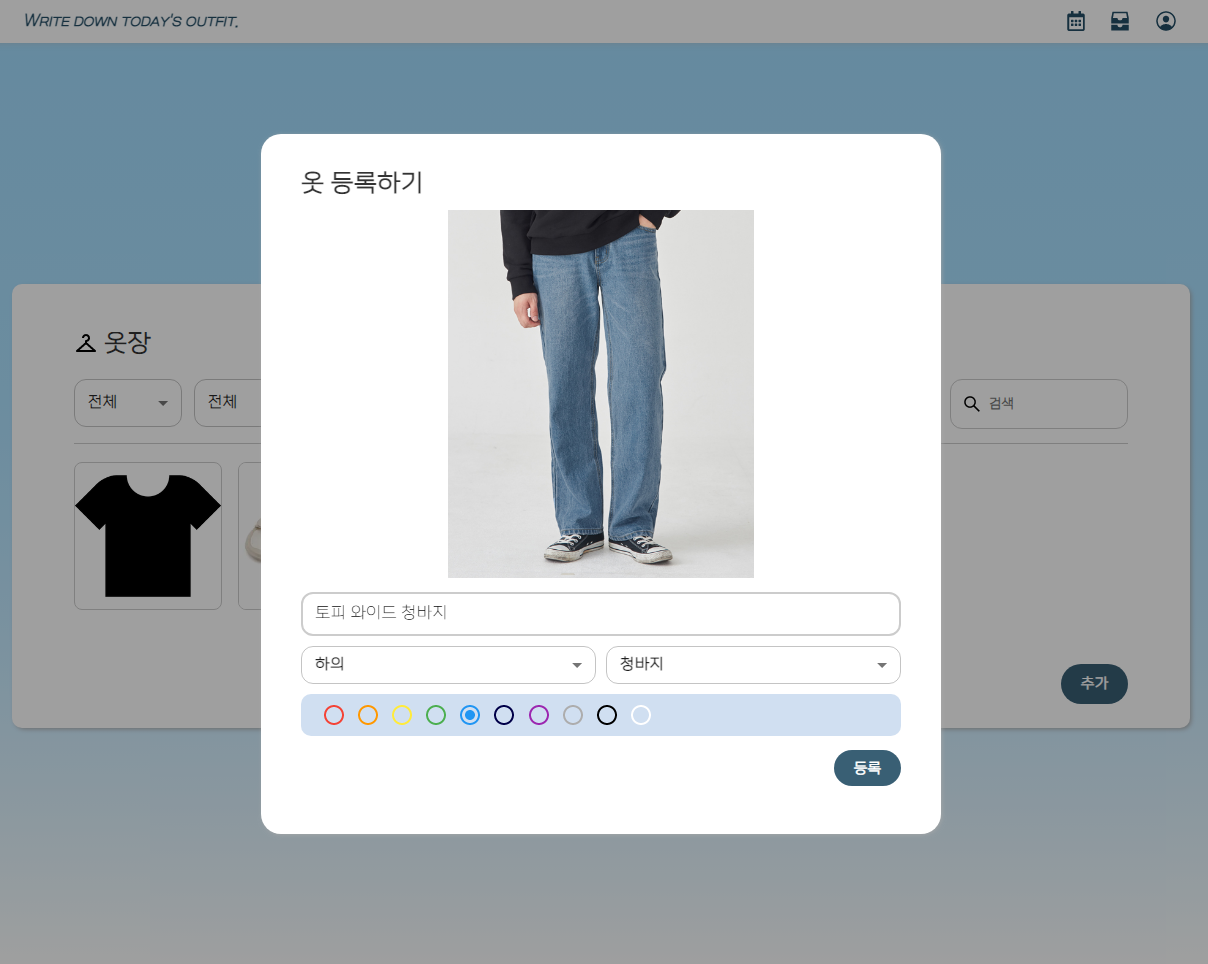 Write down today's outfit.
옷 등록하기
옷장
전체
전체
검색
토피 와이드 청바지
하의
청바지
추가
등록